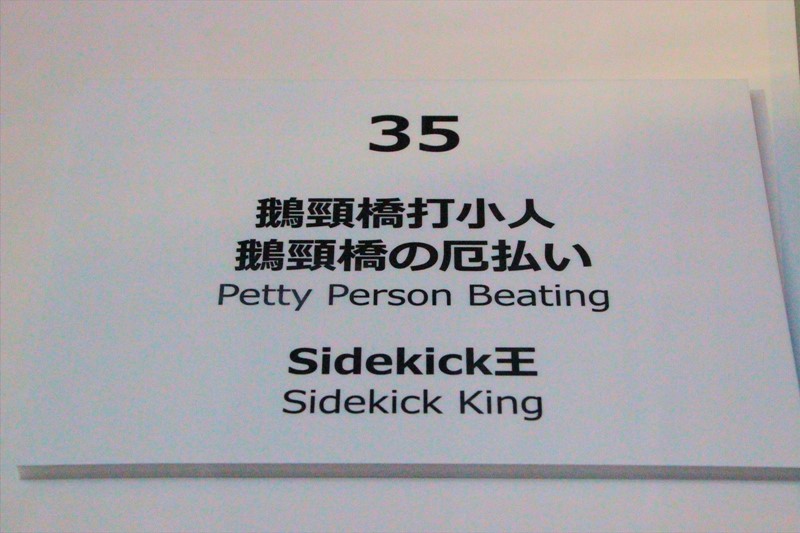 35
鵝頸橋打小人
鵝頸橋の厄払い
Petty Person Beating
Sidekick王
Sidekick King